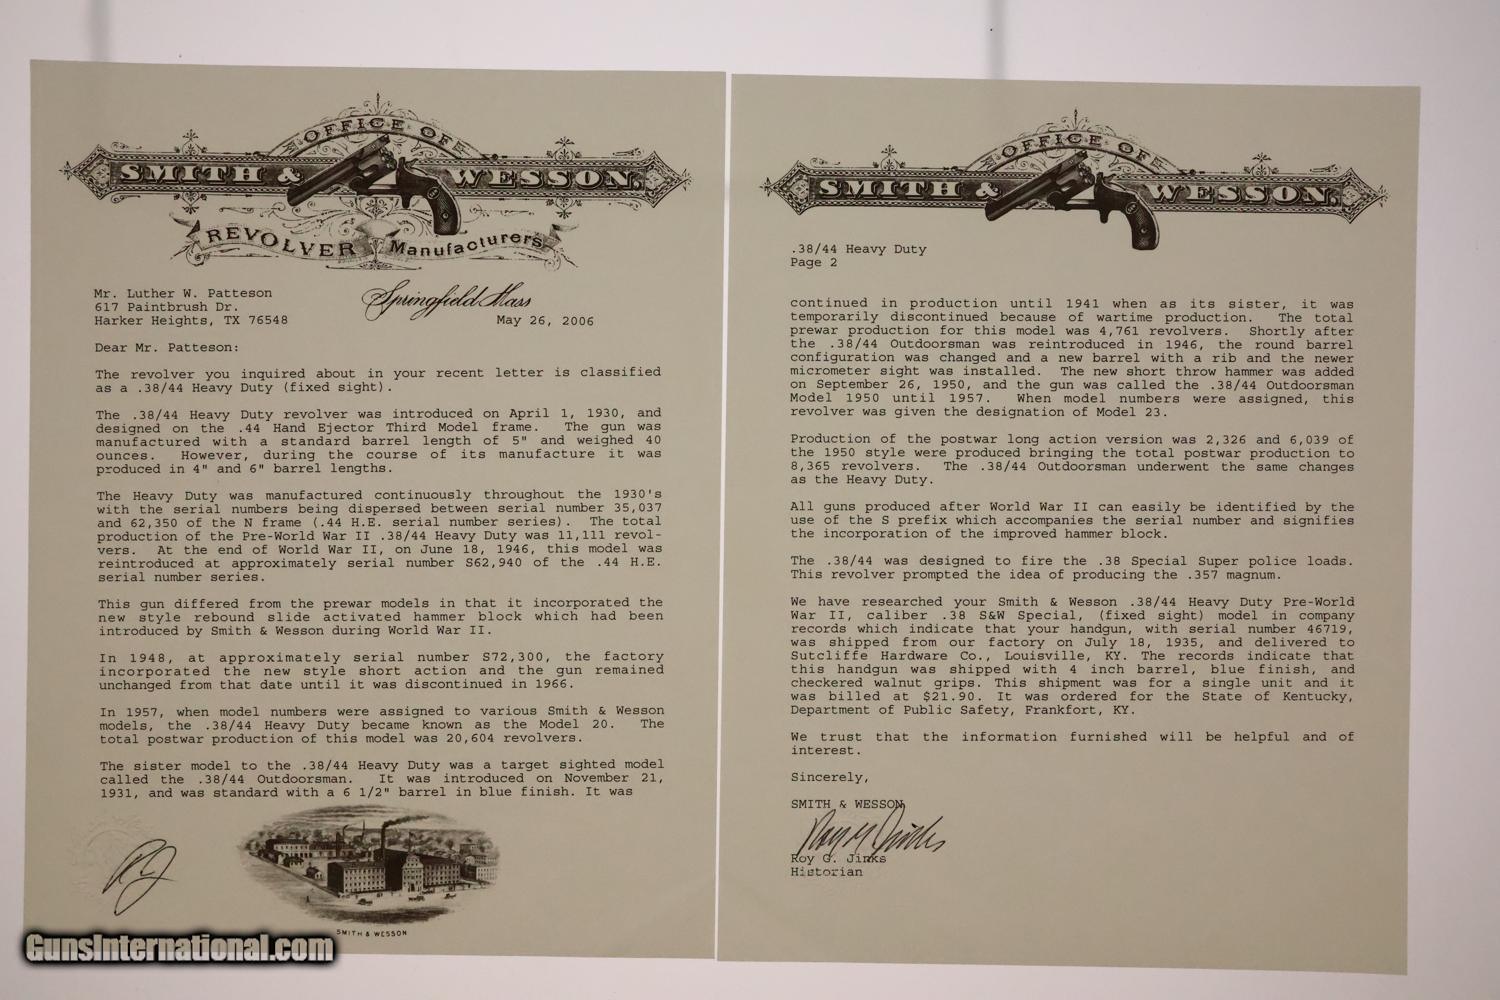 OFFICE OF
SMITH & WESSON.
REVOLVER Manufacturers
Springfield Mass
May 26, 2006
Mr. Luther W. Patteson
617 Paintbrush Dr.
Harker Heights, TX 76548
Dear Mr. Patteson:
The revolver you inquired about in your recent letter is classified
as a .38/44 Heavy Duty (fixed sight).
The .38/44 Heavy Duty revolver was introduced on April 1, 1930, and
designed on the .44 Hand Ejector Third Model frame. The gun was
manufactured with a standard barrel length of 5" and weighed 40
ounces. However, during the course of its manufacture it was
produced in 4" and 6" barrel lengths.
The Heavy Duty was manufactured continuously throughout the 1930's
with the serial numbers being dispersed between serial number 35,037
and 62,350 of the N frame (.44 H.E. serial number series). The total
production of the Pre-World War II .38/44 Heavy Duty was 11,111 revol-
vers. At the end of World War II, on June 18, 1946, this model was
reintroduced at approximately serial number S62,940 of the .44 H.E.
serial number series.
This gun differed from the prewar models in that it incorporated the
new style rebound slide activated hammer block which had been
introduced by Smith & Wesson during World War II.
In 1948, at approximately serial number S72,300, the factory
incorporated the new style short action and the gun remained
unchanged from that date until it was discontinued in 1966.
In 1957, when model numbers were assigned to various Smith & Wesson
models, the .38/44 Heavy Duty became known as the Model 20. The
total postwar production of this model was 20,604 revolvers.
The sister model to the .38/44 Heavy Duty was a target sighted model
called the .38/44 Outdoorsman. It was introduced on November 21,
1931, and was standard with a 6 1/2" barrel in blue finish. It was
SMITH & WESSON
GunsInternational.com
OFFICE OF
SMITH & WESSON.
.38/44 Heavy Duty
Page 2
continued in production until 1941 when as its sister, it was
temporarily discontinued because of wartime production. The total
prewar production for this model was 4,761 revolvers. Shortly after
the .38/44 Outdoorsman was reintroduced in 1946, the round barrel
configuration was changed and a new barrel with a rib and the newer
micrometer sight was installed. The new short throw hammer was added
on September 26, 1950, and the gun was called the .38/44 Outdoorsman
Model 1950 until 1957. When model numbers were assigned, this
revolver was given the designation of Model 23.
Production of the postwar long action version was 2,326 and 6,039 of
the 1950 style were produced bringing the total postwar production to
8,365 revolvers. The .38/44 Outdoorsman underwent the same changes
as the Heavy Duty.
All guns produced after World War II can easily be identified by the
use of the S prefix which accompanies the serial number and signifies
the incorporation of the improved hammer block.
The .38/44 was designed to fire the .38 Special Super police loads.
This revolver prompted the idea of producing the .357 magnum.
We have researched your Smith & Wesson .38/44 Heavy Duty Pre-World
War II, caliber .38 S&W Special, (fixed sight) model in company
records which indicate that your handgun, with serial number 46719,
was shipped from our factory on July 18, 1935, and delivered to
Sutcliffe Hardware Co., Louisville, KY. The records indicate that
this handgun was shipped with 4 inch barrel, blue finish, and
checkered walnut grips. This shipment was for a single unit and it
was billed at $21.90. It was ordered for the State of Kentucky,
Department of Public Safety, Frankfort, KY.
We trust that the information furnished will be helpful and of
interest.
Sincerely,
SMITH & WESSON
Roy G. Jinks
Roy G. Jinks
Historian